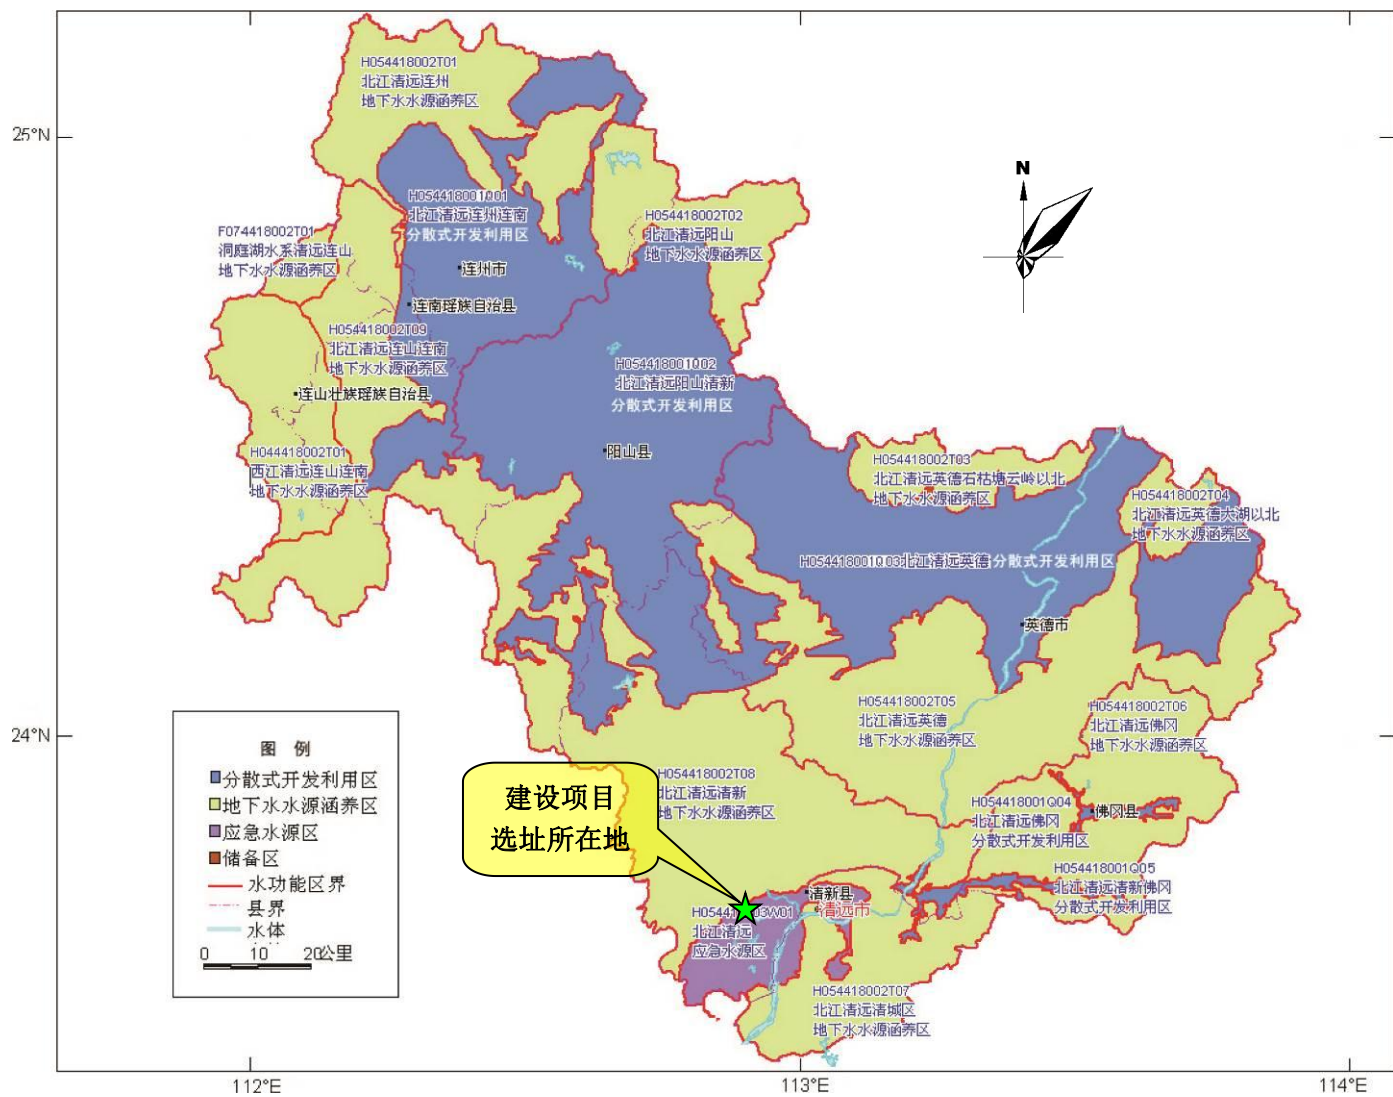 H054418002T01
北江清远连州
地下水水源涵养区
25°N
N
H054418001Q01
北江清远连州连南
分散式开发利用区
H054418002T02
北江清远阳山
地下水水源涵养区
F074418002T01
洞庭湖水系清远连山
地下水水源涵养区
连州市
连南瑶族自治县
H054418002T09
北江清远连山连南
地下水水源涵养区
H054418001Q02
北江清远阳山清新
分散式开发利用区
连山壮族瑶族自治县
阳山县
H044418002T01
西江清远连山连南
地下水水源涵养区
H054418002T03
北江清远英德石牯塘云岭以北
地下水水源涵养区
H054418002T04
北江清远英德大湖以北
地下水水源涵养区
H054418001Q03北江清远英德分散式开发利用区
英德市
H054418002T05
北江清远英德
地下水水源涵养区
H054418002T06
北江清远佛冈
地下水水源涵养区
24°N
图 例
分散式开发利用区
地下水水源涵养区
应急水源区
储备区
水功能区界
县界
水体
0 10 20公里
建设项目
选址所在地
H054418002T08
北江清远清新
地下水水源涵养区
H054418001Q04
北江清远佛冈
分散式开发利用区
佛冈县
H054418001Q05
北江清远清新佛冈
分散式开发利用区
清新县
清远市
北江清远
应急水源区
H054418002T07
北江清远清城区
地下水水源涵养区
112°E
113°E
114°E